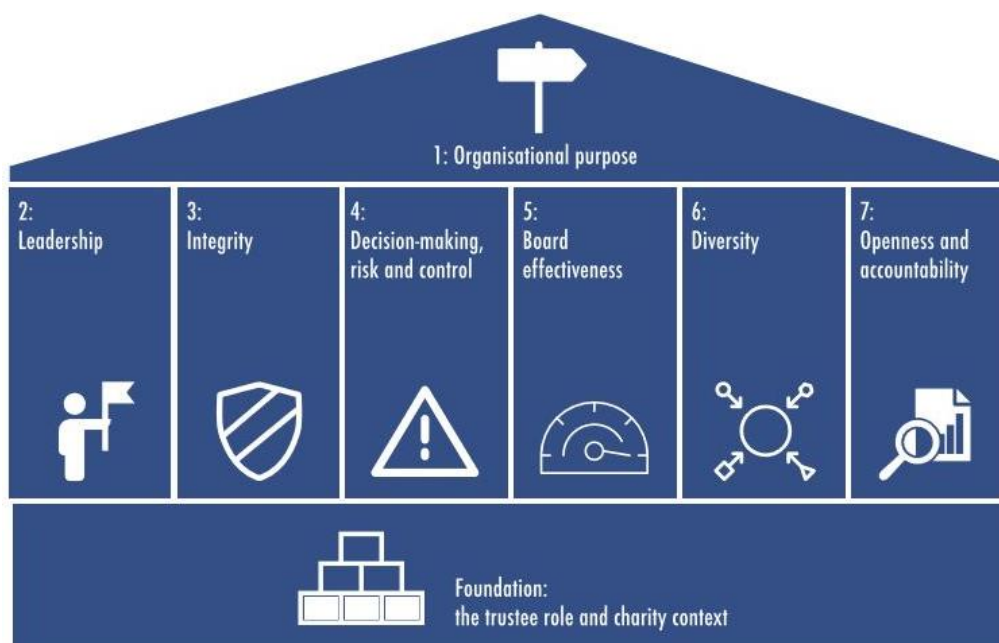 1: Organisational purpose
2:
Leadership
3:
Integrity
4:
Decision-making,
risk and control
5:
Board
effectiveness
6:
Diversity
7:
Openness and
accountability
Foundation:
the trustee role and charity context